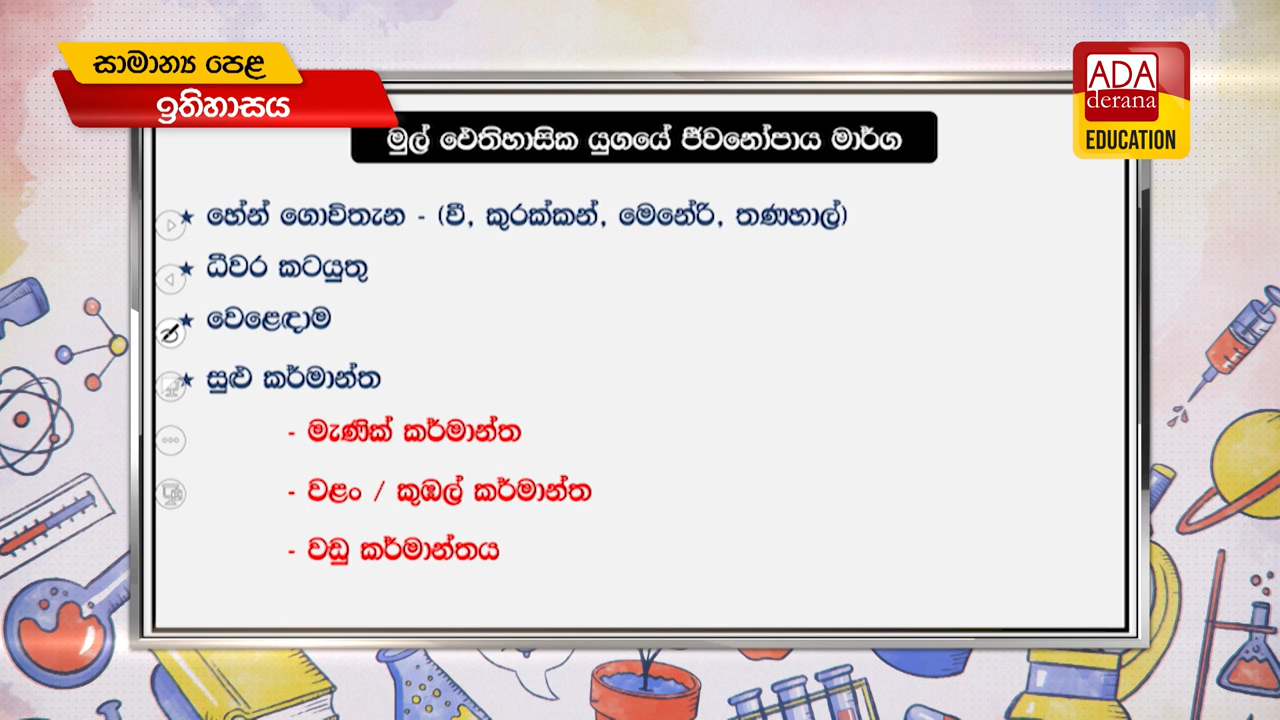 සාමාන්‍ය පෙළ
ඉතිහාසය
ADA
derana
EDUCATION
මුල් ඓතිහාසික යුගයේ ජීවනෝපාය මාර්ග
★ හේන් ගොවිතැන - (වී, කුරක්කන්, මෙනේරි, තණහාල්)
★ ධීවර කටයුතු
★ වෙළෙඳාම
★ සුළු කර්මාන්ත
- මැණික් කර්මාන්ත
- වළං / කුඹල් කර්මාන්ත
- වඩු කර්මාන්තය